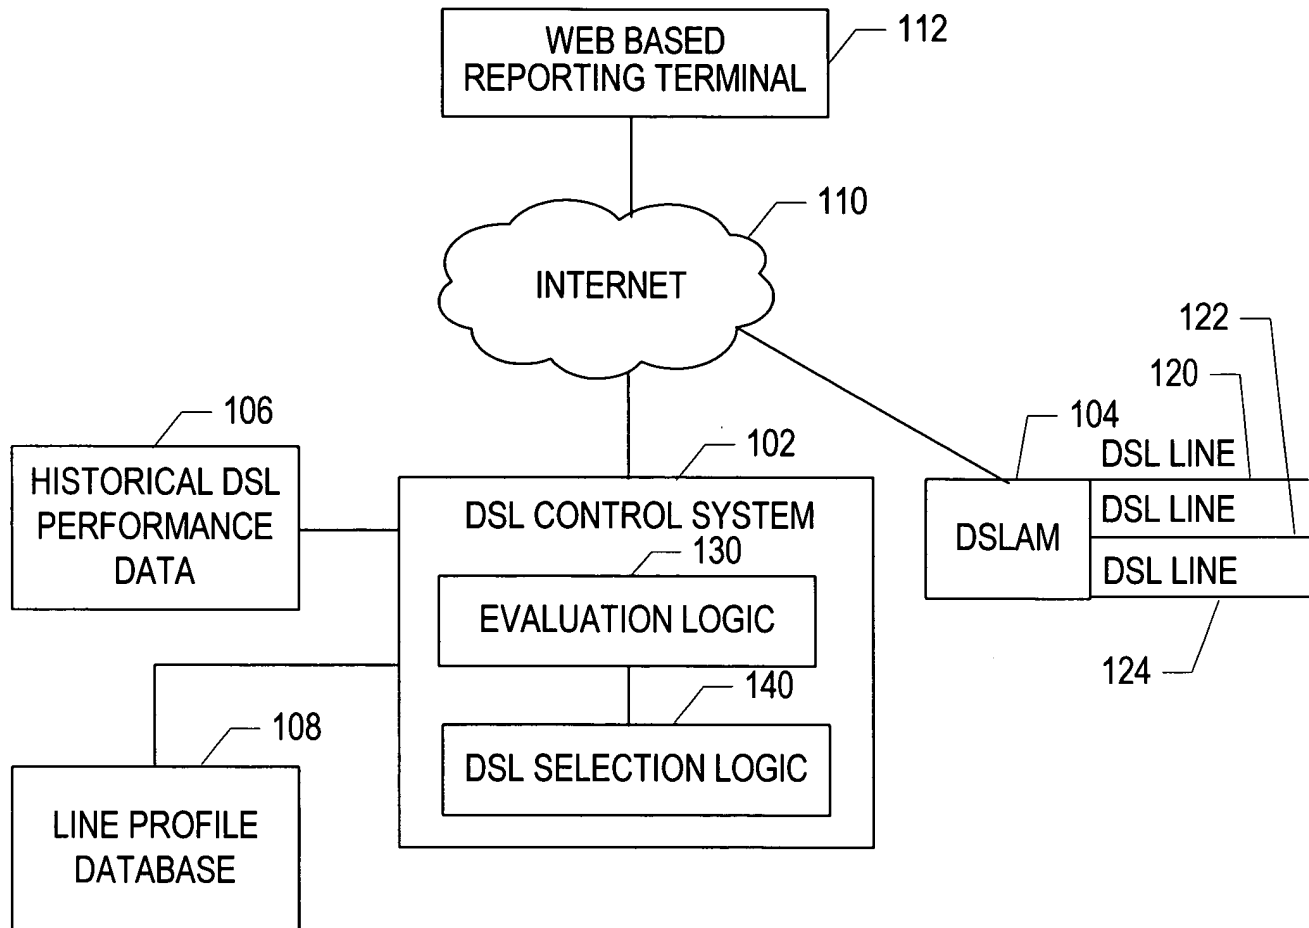 WEB BASED
REPORTING TERMINAL
112
110
INTERNET
122
120
106
102
104
DSL LINE
HISTORICAL DSL
PERFORMANCE
DATA
DSL CONTROL SYSTEM
DSLAM
DSL LINE
DSL LINE
130
EVALUATION LOGIC
124
140
108
DSL SELECTION LOGIC
LINE PROFILE
DATABASE